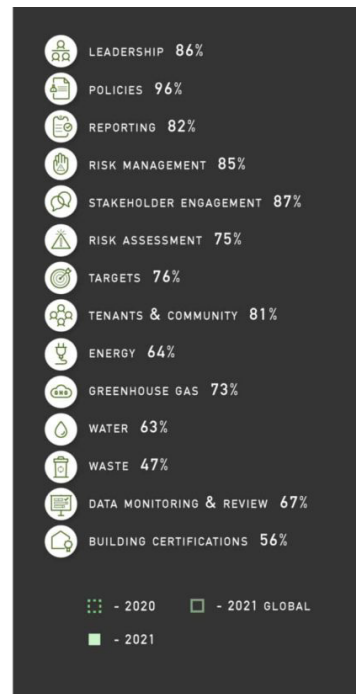 LEADERSHIP 86%
POLICIES 96%
REPORTING 82%
RISK MANAGEMENT 85%
STAKEHOLDER ENGAGEMENT 87%
RISK ASSESSMENT 75%
TARGETS 76%
TENANTS & COMMUNITY 81%
ENERGY 64%
GHG GREENHOUSE GAS 73%
WATER 63%
WASTE 47%
DATA MONITORING & REVIEW 67%
BUILDING CERTIFICATIONS 56%
- 2020 - 2021 GLOBAL
- 2021